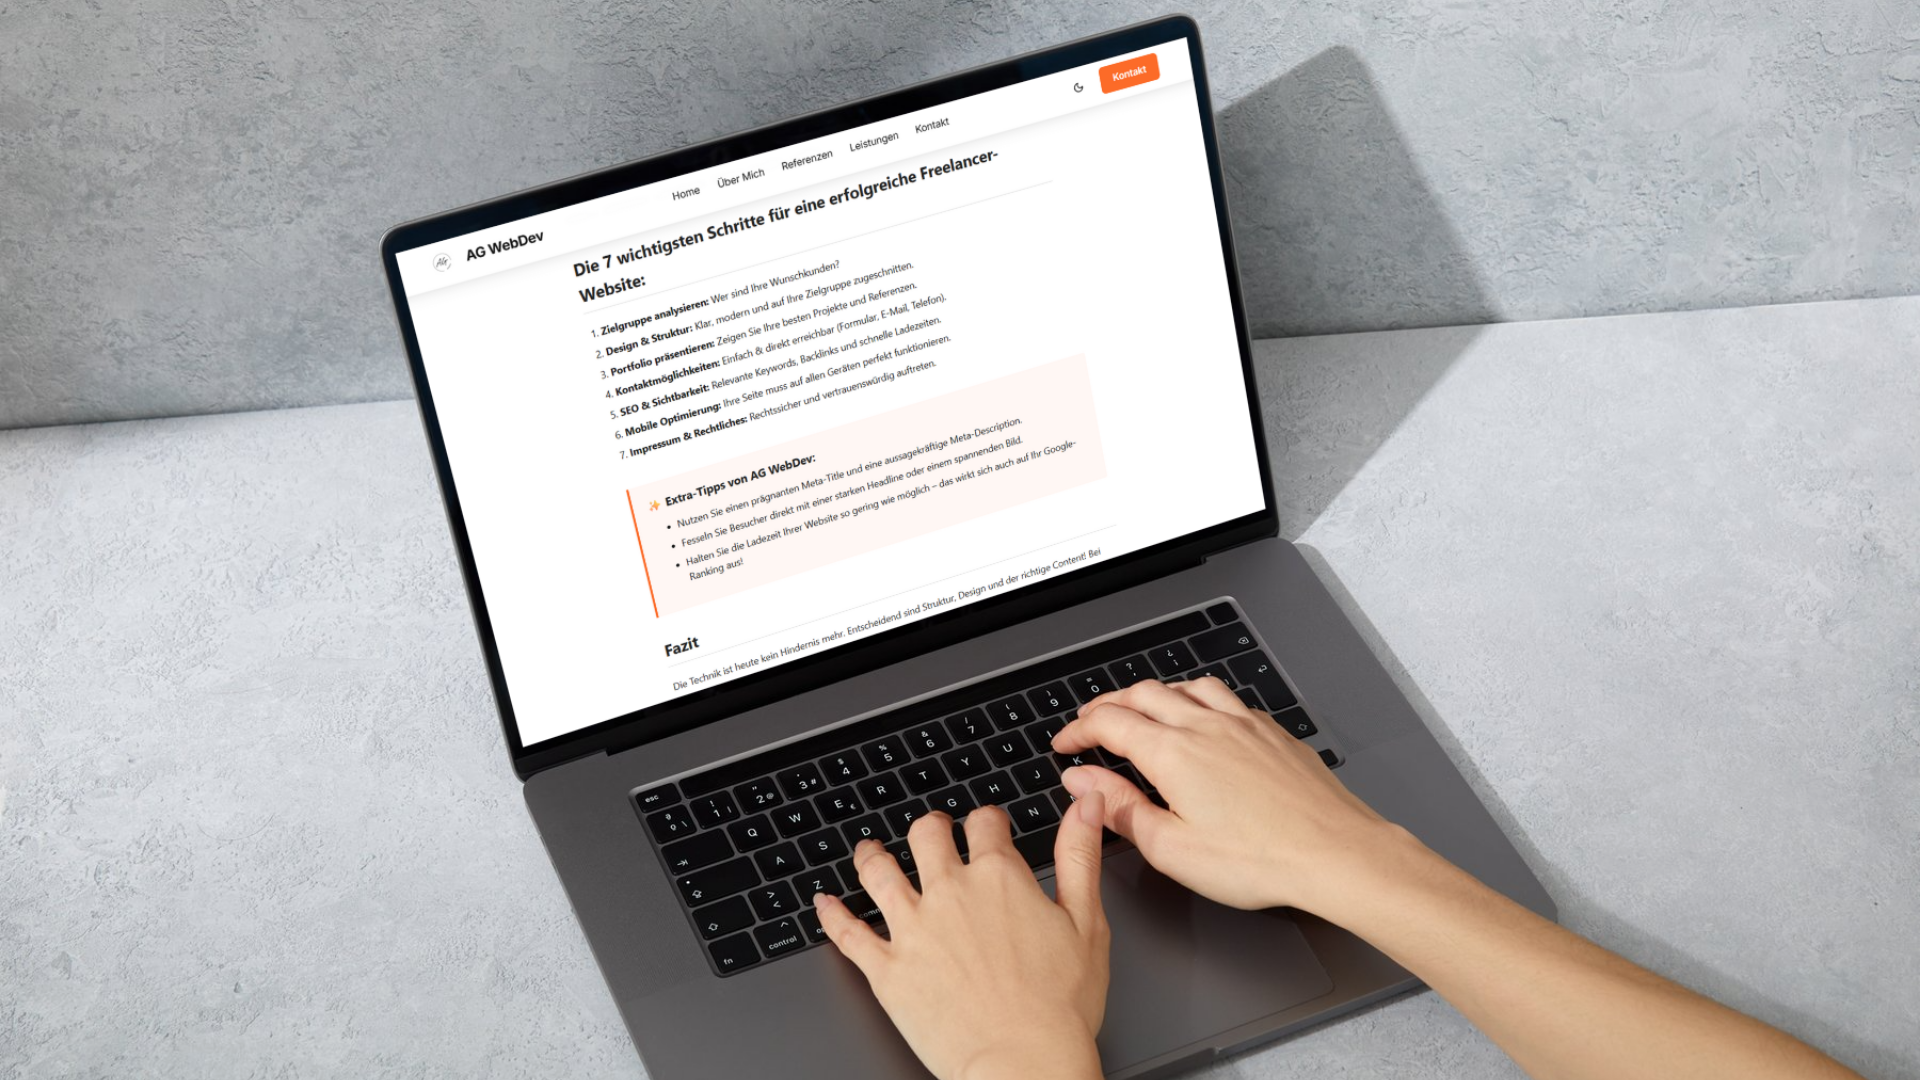 AG WebDev
Home
Über Mich
Referenzen
Leistungen
Kontakt
Kontakt
Die 7 wichtigsten Schritte für eine erfolgreiche Freelancer-
Website:
1. Zielgruppe analysieren: Wer sind Ihre Wunschkunden?
2. Design & Struktur: Klar, modern und auf Ihre Zielgruppe zugeschnitten.
3. Portfolio präsentieren: Zeigen Sie Ihre besten Projekte und Referenzen.
4. Kontaktmöglichkeiten: Einfach & direkt erreichbar (Formular, E-Mail, Telefon).
5. SEO & Sichtbarkeit: Relevante Keywords, Backlinks und schnelle Ladezeiten.
6. Mobile Optimierung: Ihre Seite muss auf allen Geräten perfekt funktionieren.
7. Impressum & Rechtliches: Rechtssicher und vertrauenswürdig auftreten.
✨ Extra-Tipps von AG WebDev:
• Nutzen Sie einen prägnanten Meta-Title und eine aussagekräftige Meta-Description.
• Fesseln Sie Besucher direkt mit einer starken Headline oder einem spannenden Bild.
• Halten Sie die Ladezeit Ihrer Website so gering wie möglich – das wirkt sich auch auf Ihr Google-
Ranking aus!
Fazit
Die Technik ist heute kein Hindernis mehr. Entscheidend sind Struktur, Design und der richtige Content! Bei
esc
1 2 3 4 5 6 7 8 9 0
Q W E R T Y U I
A S D F G H J K
Z C N
fn control